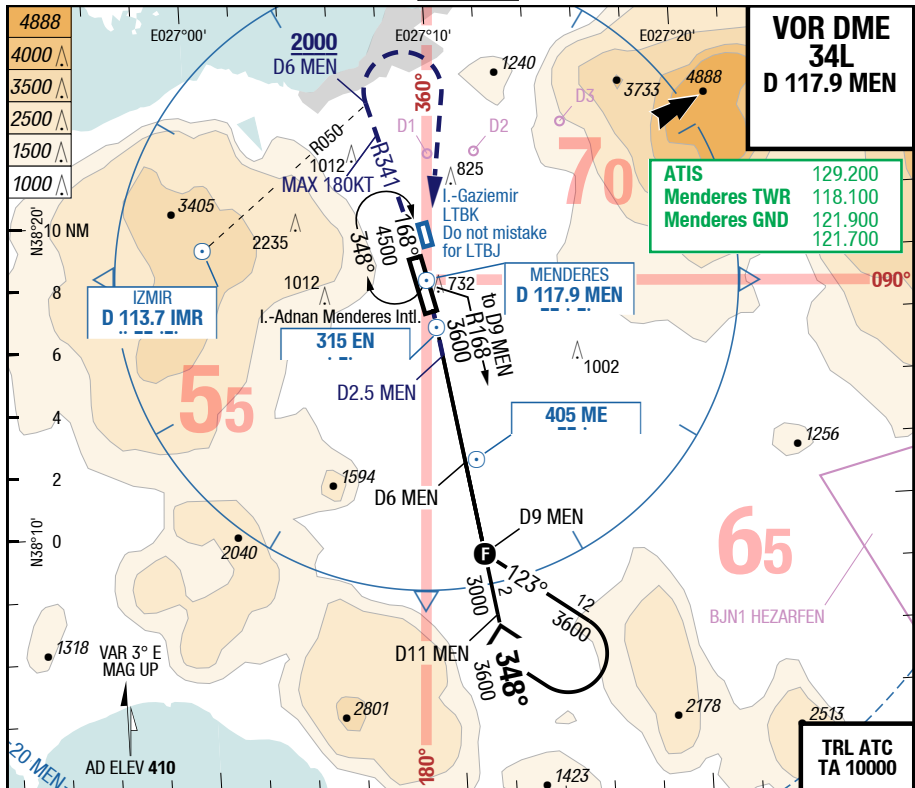 4888
4000
3500
2500
1500
1000
E027°00'
E027°10'
E027°20'
VOR DME
34L
D 117.9 MEN
2000
D6 MEN
360°
1240
3733
4888
D1
D2
D3
R050
R341
1012
MAX 180KT
825
70
ATIS 129.200
Menderes TWR 118.100
Menderes GND 121.900
121.700
I.-Gaziemir
LTBK
Do not mistake
for LTBJ
3405
2235
N38°20'
10 NM
168°
4500
348°
8
1012
732
I.-Adnan Menderes Intl.
IZMIR
D 113.7 IMR
MENDERES
D 117.9 MEN
090°
315 EN
to D9 MEN
R168
3600
6
D2.5 MEN
1002
55
405 ME
4
1256
2
1594
D6 MEN
D9 MEN
0
N38°10'
2040
F
65
123°
12
3600
2
3000
BJN1 HEZARFEN
1318
VAR 3° E
MAG UP
D11 MEN
348°
3600
2801
2178
2513
AD ELEV 410
20 MEN
180°
1423
TRL ATC
TA 10000